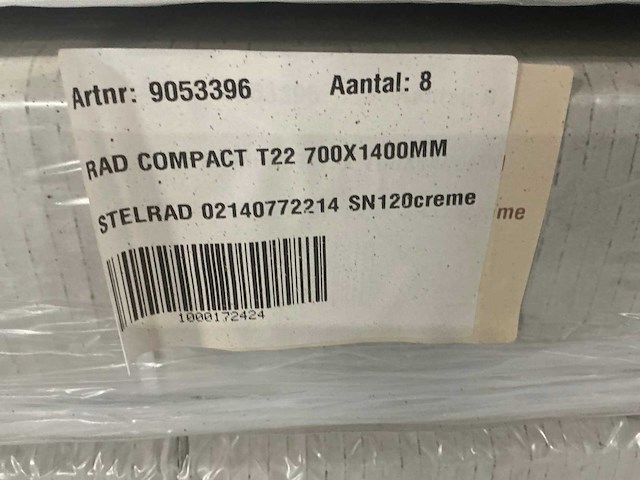 Artnr: 9053396 Aantal: 8
RAD COMPACT T22 700X1400MM
STELRAD 02140772214 SN120creme
me
1000172424